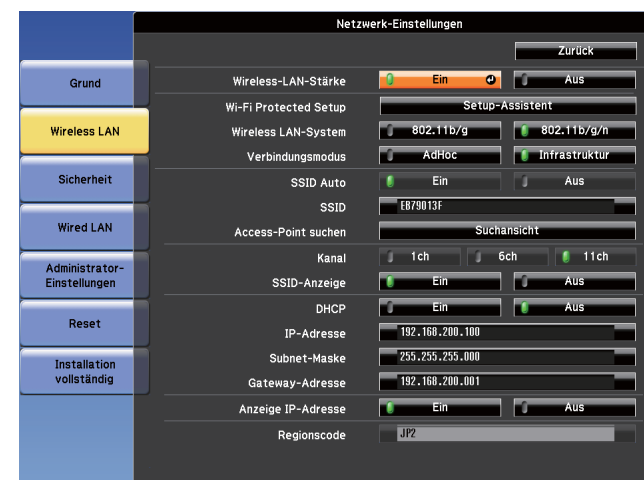 Netzwerk-Einstellungen
Zurück
Grund
Wireless LAN
Sicherheit
Wired LAN
Administrator-
Einstellungen
Reset
Installation
vollständig
Wireless-LAN-Stärke Ein Aus
Wi-Fi Protected Setup Setup-Assistent
Wireless LAN-System 802.11b/g 802.11b/g/n
Verbindungsmodus AdHoc Infrastruktur
SSID Auto Ein Aus
SSID EB79013F
Access-Point suchen Suchansicht
Kanal 1ch 6ch 11ch
SSID-Anzeige Ein Aus
DHCP Ein Aus
IP-Adresse 192.168.200.100
Subnet-Maske 255.255.255.000
Gateway-Adresse 192.168.200.001
Anzeige IP-Adresse Ein Aus
Regionscode JP2